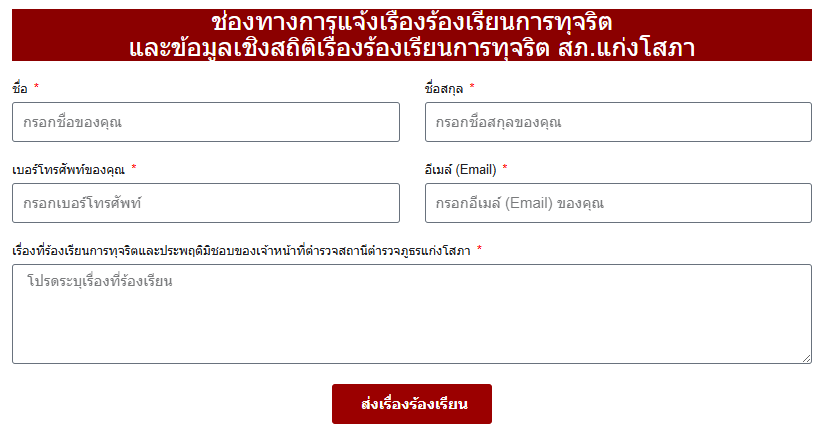 ช่องทางการแจ้งเรื่องร้องเรียนการทุจริต
และข้อมูลเชิงสถิติเรื่องร้องเรียนการทุจริต สภ.แก่งโสภา
ชื่อ * ชื่อสกุล *
กรอกชื่อของคุณ กรอกชื่อสกุลของคุณ
เบอร์โทรศัพท์ของคุณ * อีเมล์ (Email) *
กรอกเบอร์โทรศัพท์ กรอกอีเมล์ (Email) ของคุณ
เรื่องที่ร้องเรียนการทุจริตและประพฤติมิชอบของเจ้าหน้าที่ตำรวจสถานีตำรวจภูธรแก่งโสภา *
โปรดระบุเรื่องที่ร้องเรียน
ส่งเรื่องร้องเรียน